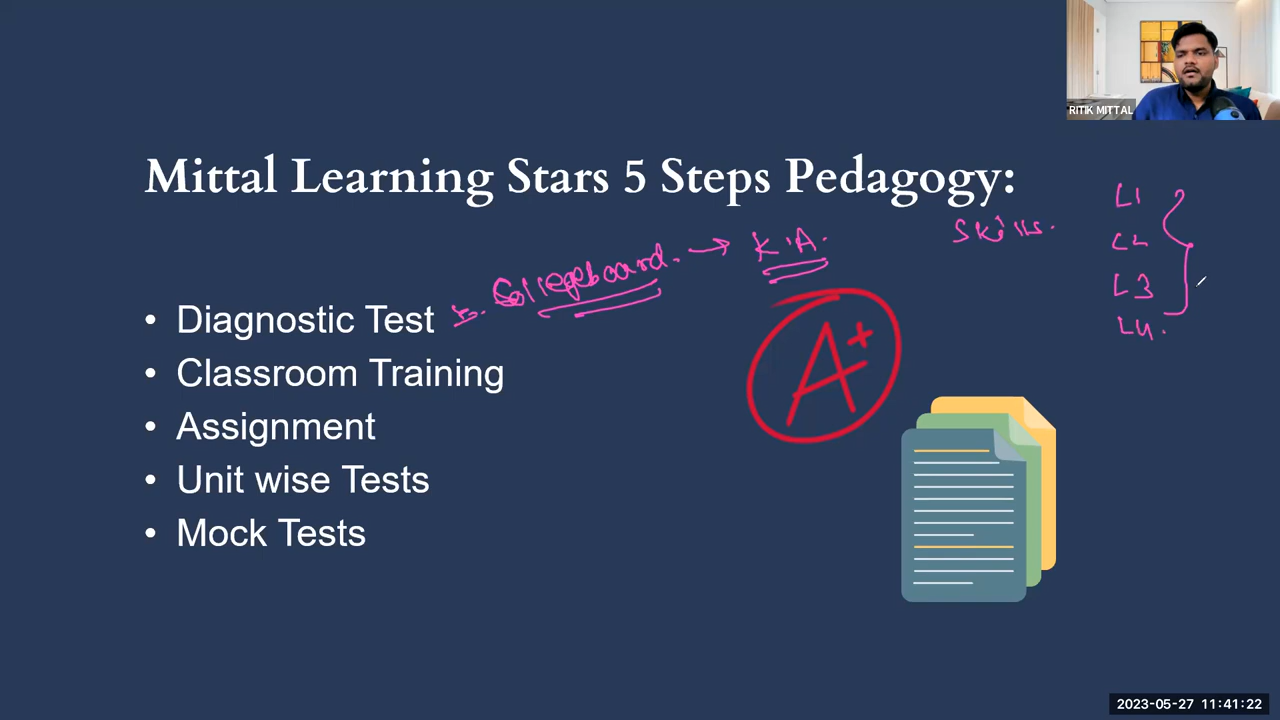 RITIK MITTAL
Mittal Learning Stars 5 Steps Pedagogy:
L1
Skills.
L2
Collegeboard. → K.A.
L3
L4.
• Diagnostic Test
A+
• Classroom Training
• Assignment
• Unit wise Tests
• Mock Tests
2023-05-27 11:41:22